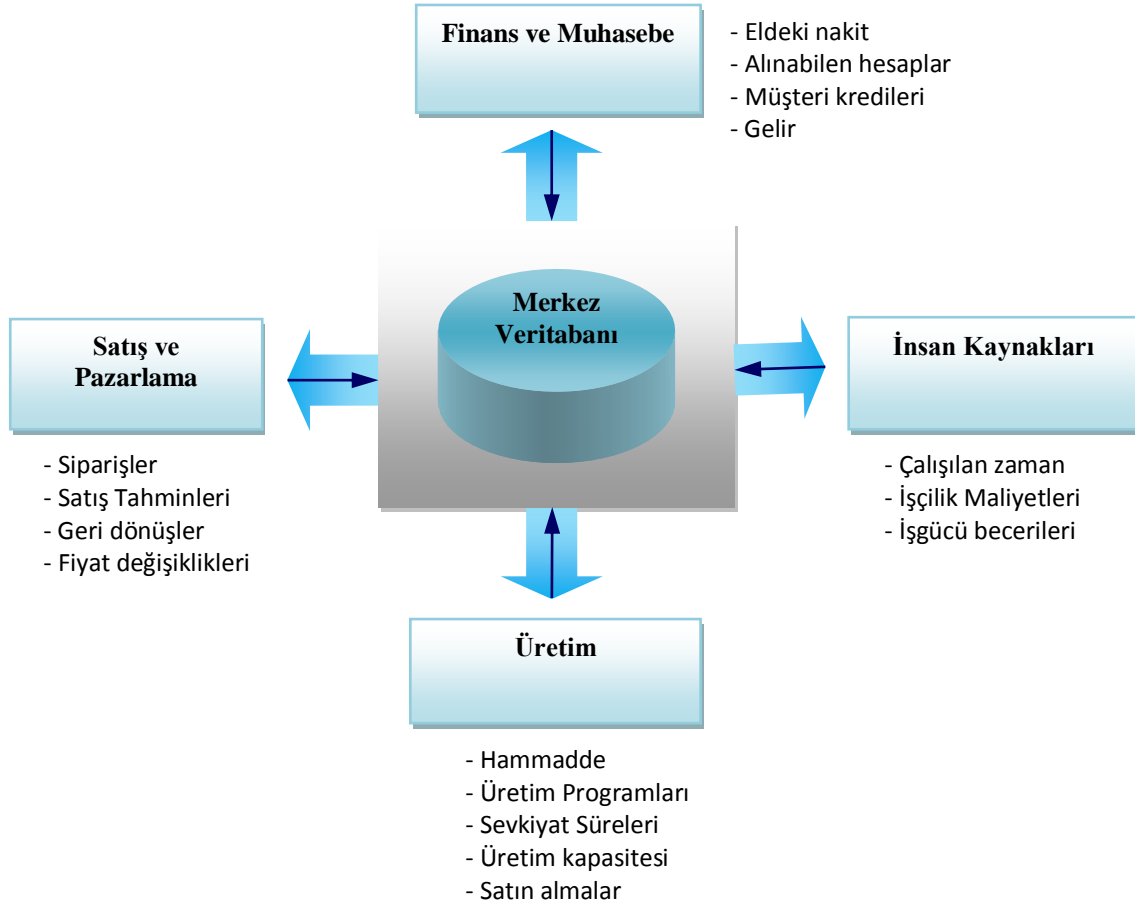 Finans ve Muhasebe
- Eldeki nakit
- Alınabilen hesaplar
- Müşteri kredileri
- Gelir
Merkez
Veritabanı
Satış ve
Pazarlama
- Siparişler
- Satış Tahminleri
- Geri dönüşler
- Fiyat değişiklikleri
İnsan Kaynakları
- Çalışılan zaman
- İşçilik Maliyetleri
- İşgücü becerileri
Üretim
- Hammadde
- Üretim Programları
- Sevkiyat Süreleri
- Üretim kapasitesi
- Satın almalar